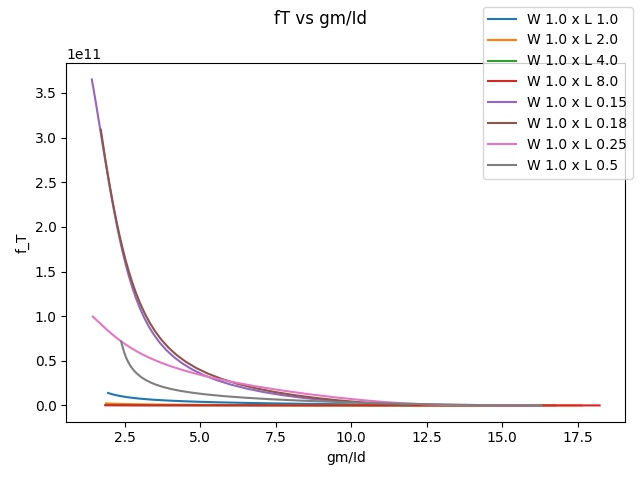 fT vs gm/Id
W 1.0 x L 1.0
W 1.0 x L 2.0
W 1.0 x L 4.0
W 1.0 x L 8.0
W 1.0 x L 0.15
W 1.0 x L 0.18
W 1.0 x L 0.25
W 1.0 x L 0.5
1e11
3.5
3.0
2.5
2.0
1.5
1.0
0.5
0.0
f_T
2.5 5.0 7.5 10.0 12.5 15.0 17.5
gm/Id